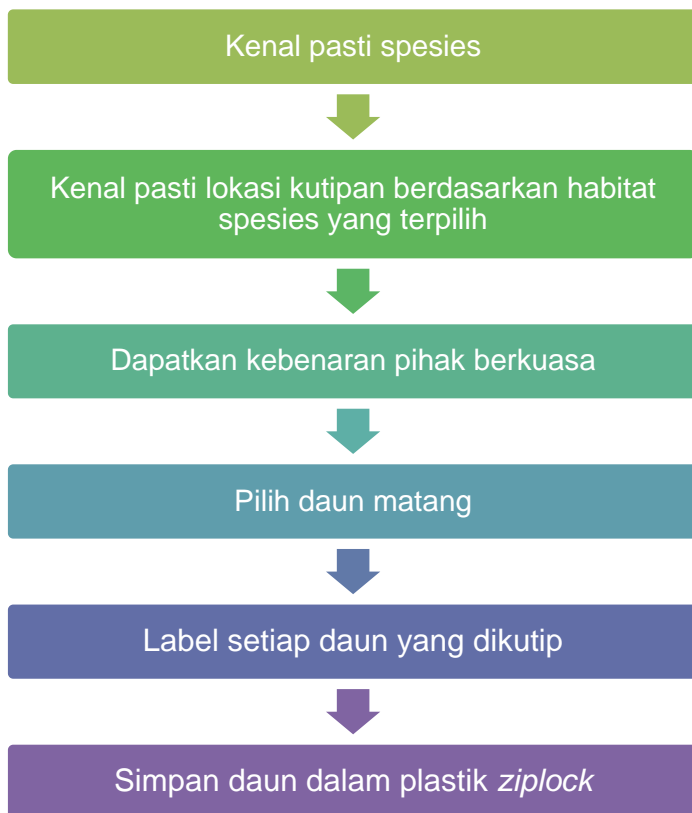 Kenal pasti spesies
Kenal pasti lokasi kutipan berdasarkan habitat
spesies yang terpilih
Dapatkan kebenaran pihak berkuasa
Pilih daun matang
Label setiap daun yang dikutip
Simpan daun dalam plastik ziplock